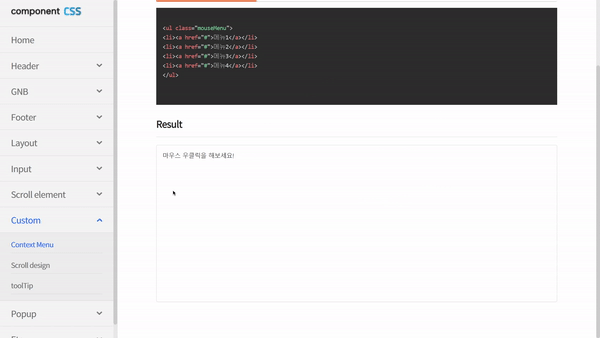 component CSS
Home
Header
GNB
Footer
Layout
Input
Scroll element
Custom
Context Menu
Scroll design
toolTip
Popup
<ul class="mouseMenu">
<li><a href="#">메뉴1</a></li>
<li><a href="#">메뉴2</a></li>
<li><a href="#">메뉴3</a></li>
<li><a href="#">메뉴4</a></li>
</ul>
Result
마우스 우클릭을 해보세요!